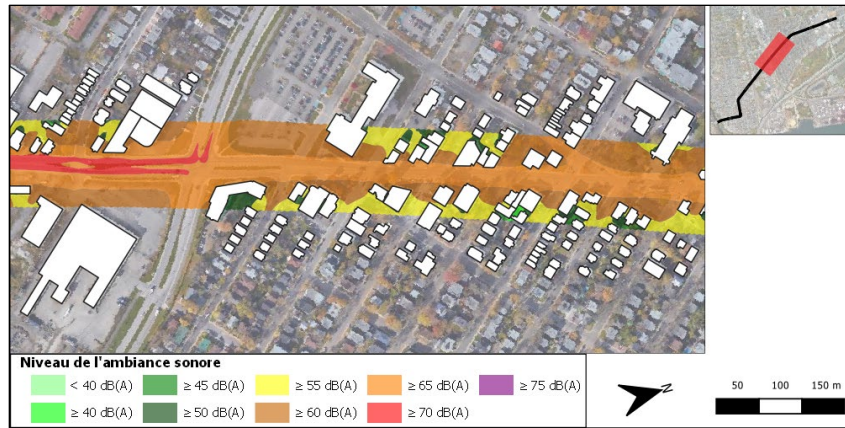 Niveau de l'ambiance sonore
< 40 dB(A) ≥ 45 dB(A) ≥ 55 dB(A) ≥ 65 dB(A) ≥ 75 dB(A)
≥ 40 dB(A) ≥ 50 dB(A) ≥ 60 dB(A) ≥ 70 dB(A)
N
50 100 150 m